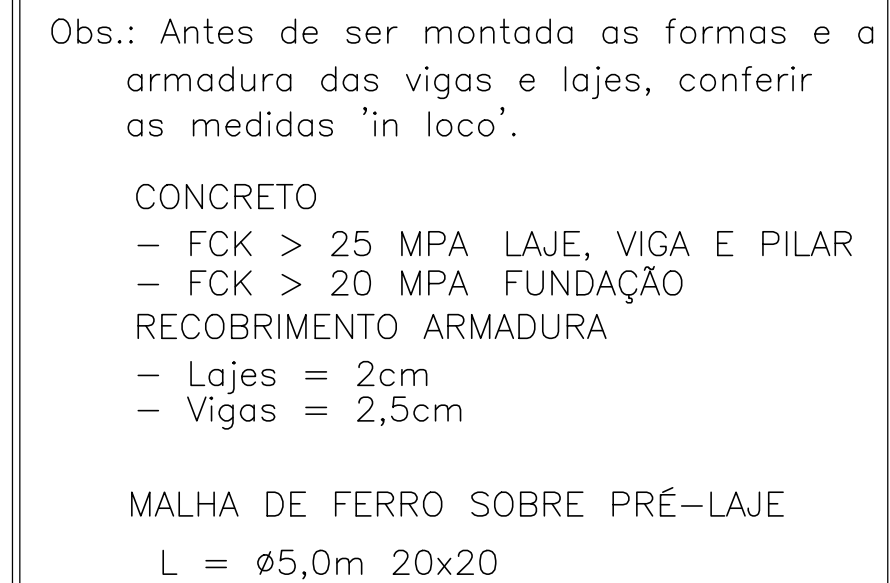 Obs.: Antes de ser montada as formas e a
armadura das vigas e lajes, conferir
as medidas 'in loco'.
CONCRETO
– FCK > 25 MPA LAJE, VIGA E PILAR
– FCK > 20 MPA FUNDAÇÃO
RECOBRIMENTO ARMADURA
– Lajes = 2cm
– Vigas = 2,5cm
MALHA DE FERRO SOBRE PRÉ–LAJE
L = ø5,0m 20x20